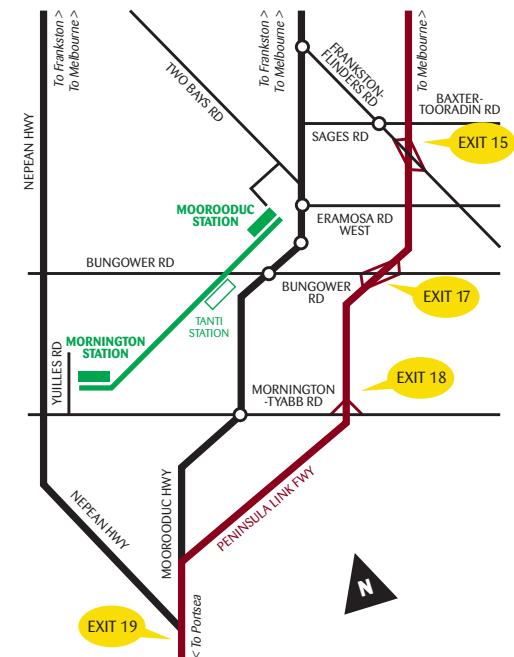 To Frankston >
To Melbourne >
To Frankston >
To Melbourne >
To Melbourne >
NEPEAN HWY
TWO BAYS RD
FRANKSTON-
FLINDERS RD
BAXTER-
TOORADIN RD
SAGES RD
EXIT 15
MOOROODUC
STATION
ERAMOSA RD
WEST
BUNGOWER RD
BUNGOWER
RD
EXIT 17
TANTI
STATION
MORNINGTON
STATION
YUILLES RD
EXIT 18
MORNINGTON
-TYABB RD
NEPEAN HWY
MOOROODUC HWY
PENINSULA LINK FWY
N
EXIT 19
< To Portsea